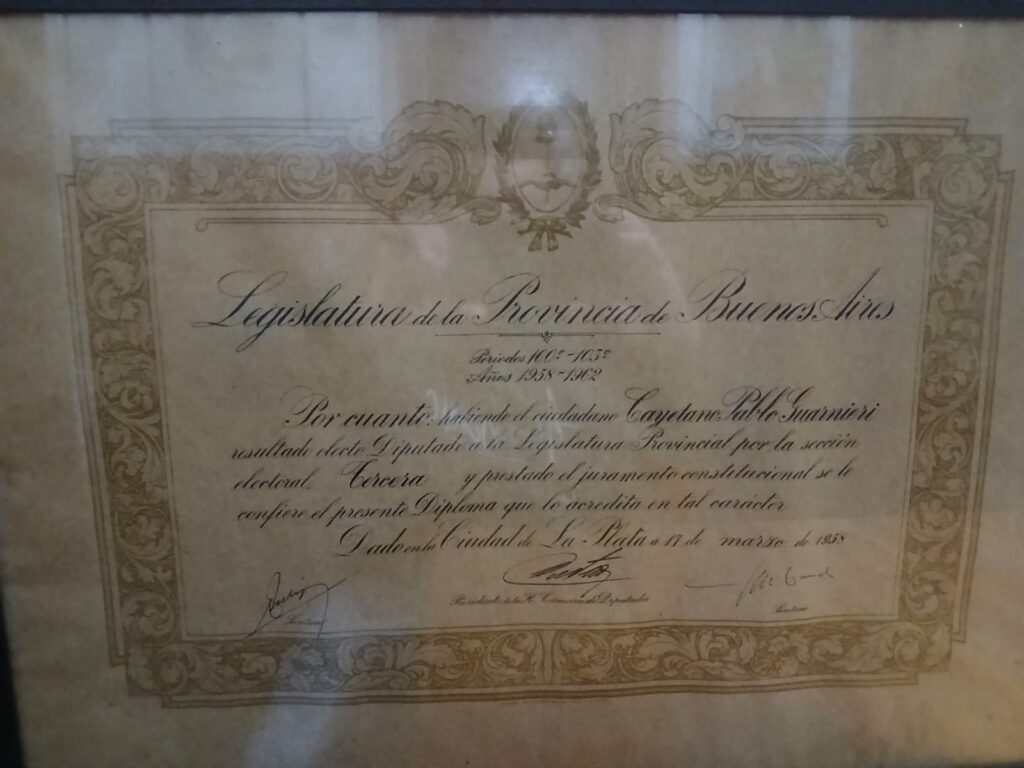 Legislatura de la Provincia de Buenos Aires
Períodos 100º - 105º
Años 1958 - 1962
Por cuanto: habiendo el ciudadano Cayetano Pablo Guarnieri
resultado electo Diputado a la Legislatura Provincial por la sección
electoral Tercera y prestado el juramento constitucional se le
confiere el presente Diploma que lo acredita en tal carácter
Dado en la Ciudad de La Plata a 17 de marzo de 1958
Presidente de la H. Cámara de Diputados